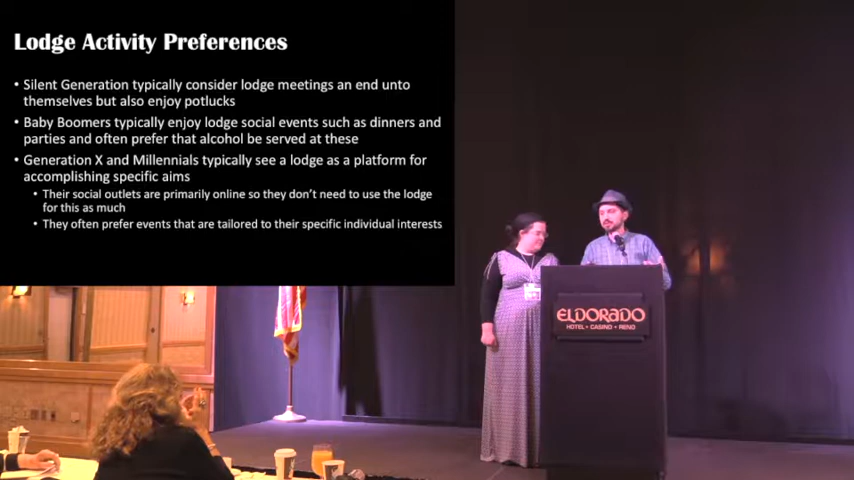 Lodge Activity Preferences
• Silent Generation typically consider lodge meetings an end unto
themselves but also enjoy potlucks
• Baby Boomers typically enjoy lodge social events such as dinners and
parties and often prefer that alcohol be served at these
• Generation X and Millennials typically see a lodge as a platform for
accomplishing specific aims
• Their social outlets are primarily online so they don't need to use the lodge
for this as much
• They often prefer events that are tailored to their specific individual interests
ELDORADO
HOTEL • CASINO • RENO